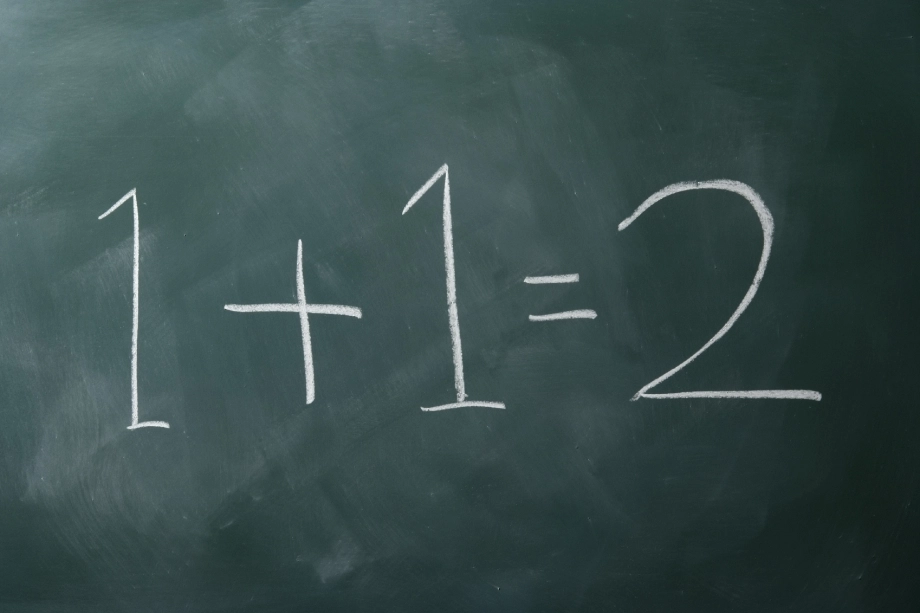 1 + 1 = 2